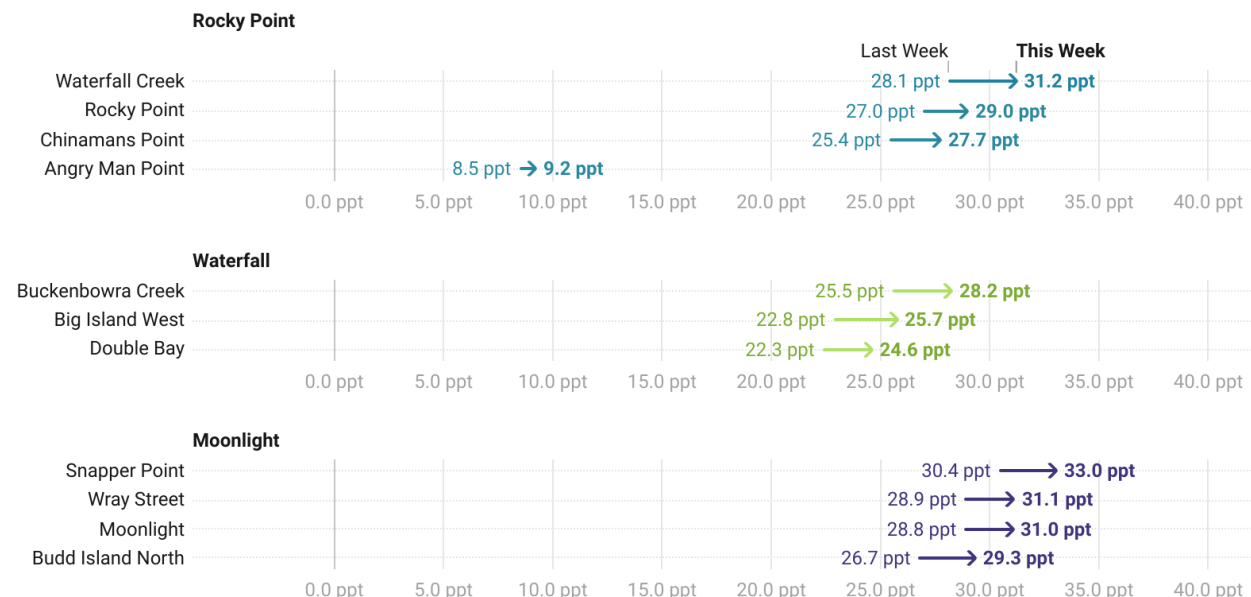 Rocky Point
Last Week This Week
Waterfall Creek 28.1 ppt 31.2 ppt
Rocky Point 27.0 ppt 29.0 ppt
Chinamans Point 25.4 ppt 27.7 ppt
Angry Man Point 8.5 ppt 9.2 ppt
0.0 ppt 5.0 ppt 10.0 ppt 15.0 ppt 20.0 ppt 25.0 ppt 30.0 ppt 35.0 ppt 40.0 ppt
Waterfall
Buckenbowra Creek 25.5 ppt 28.2 ppt
Big Island West 22.8 ppt 25.7 ppt
Double Bay 22.3 ppt 24.6 ppt
0.0 ppt 5.0 ppt 10.0 ppt 15.0 ppt 20.0 ppt 25.0 ppt 30.0 ppt 35.0 ppt 40.0 ppt
Moonlight
Snapper Point 30.4 ppt 33.0 ppt
Wray Street 28.9 ppt 31.1 ppt
Moonlight 28.8 ppt 31.0 ppt
Budd Island North 26.7 ppt 29.3 ppt
0.0 ppt 5.0 ppt 10.0 ppt 15.0 ppt 20.0 ppt 25.0 ppt 30.0 ppt 35.0 ppt 40.0 ppt